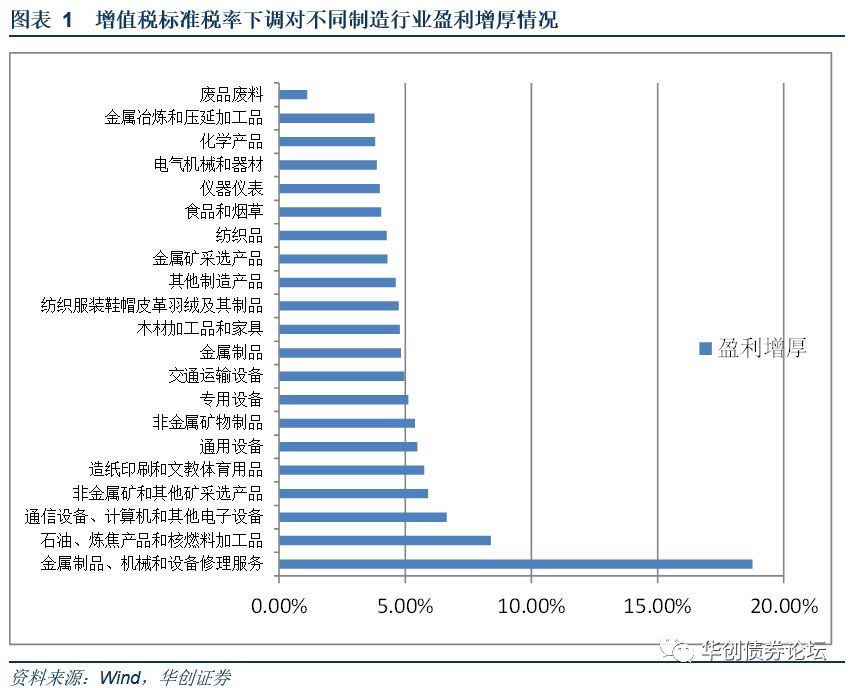 图表 1 增值税标准税率下调对不同制造行业盈利增厚情况
废品废料
金属冶炼和压延加工品
化学产品
电气机械和器材
仪器仪表
食品和烟草
纺织品
金属矿采选产品
其他制造产品
纺织服装鞋帽皮革羽绒及其制品
木材加工品和家具
金属制品
交通运输设备
专用设备
非金属矿物制品
通用设备
造纸印刷和文教体育用品
非金属矿和其他矿采选产品
通信设备、计算机和其他电子设备
石油、炼焦产品和核燃料加工品
金属制品、机械和设备修理服务
盈利增厚
0.00% 5.00% 10.00% 15.00% 20.00%
华创债券论坛
资料来源：Wind，华创证券